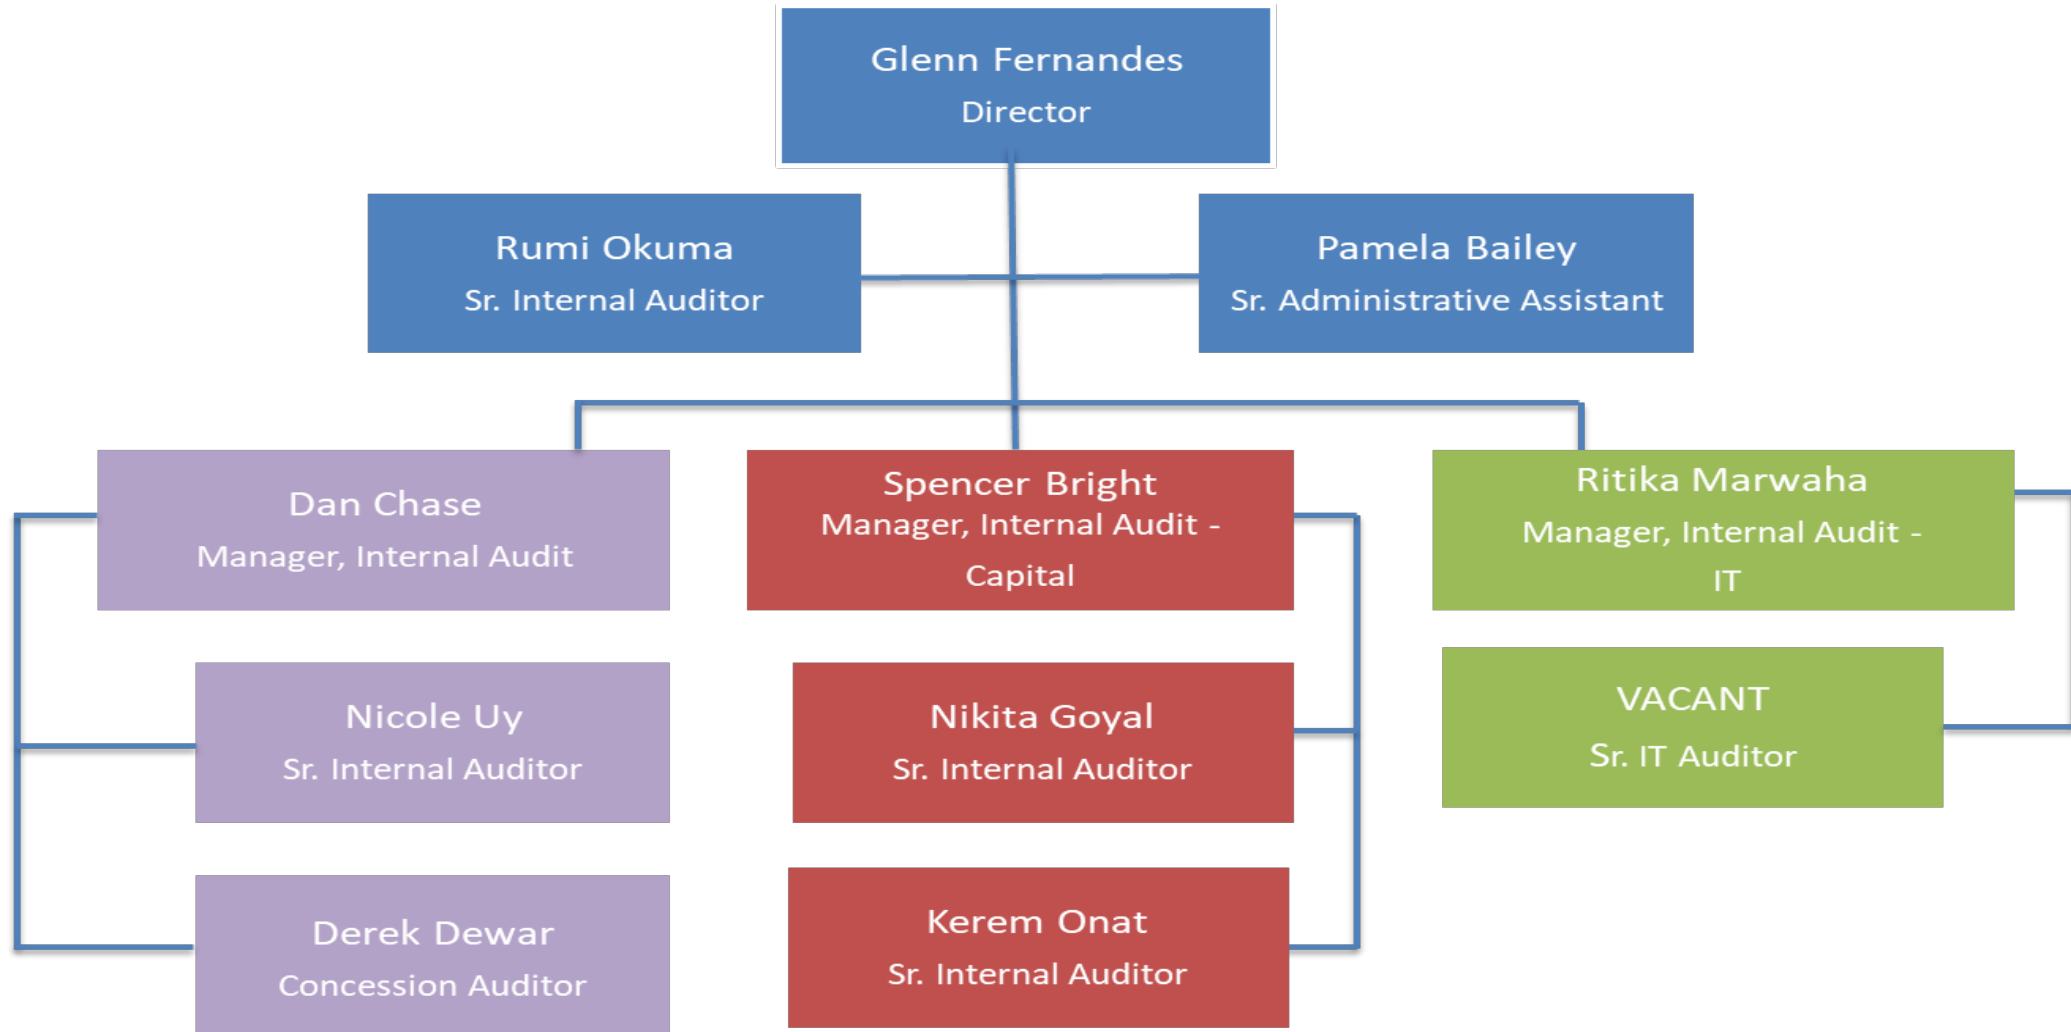 Glenn Fernandes
Director
Rumi Okuma
Sr. Internal Auditor
Pamela Bailey
Sr. Administrative Assistant
Dan Chase
Manager, Internal Audit
Spencer Bright
Manager, Internal Audit -
Capital
Ritika Marwaha
Manager, Internal Audit -
IT
Nicole Uy
Sr. Internal Auditor
Nikita Goyal
Sr. Internal Auditor
VACANT
Sr. IT Auditor
Derek Dewar
Concession Auditor
Kerem Onat
Sr. Internal Auditor